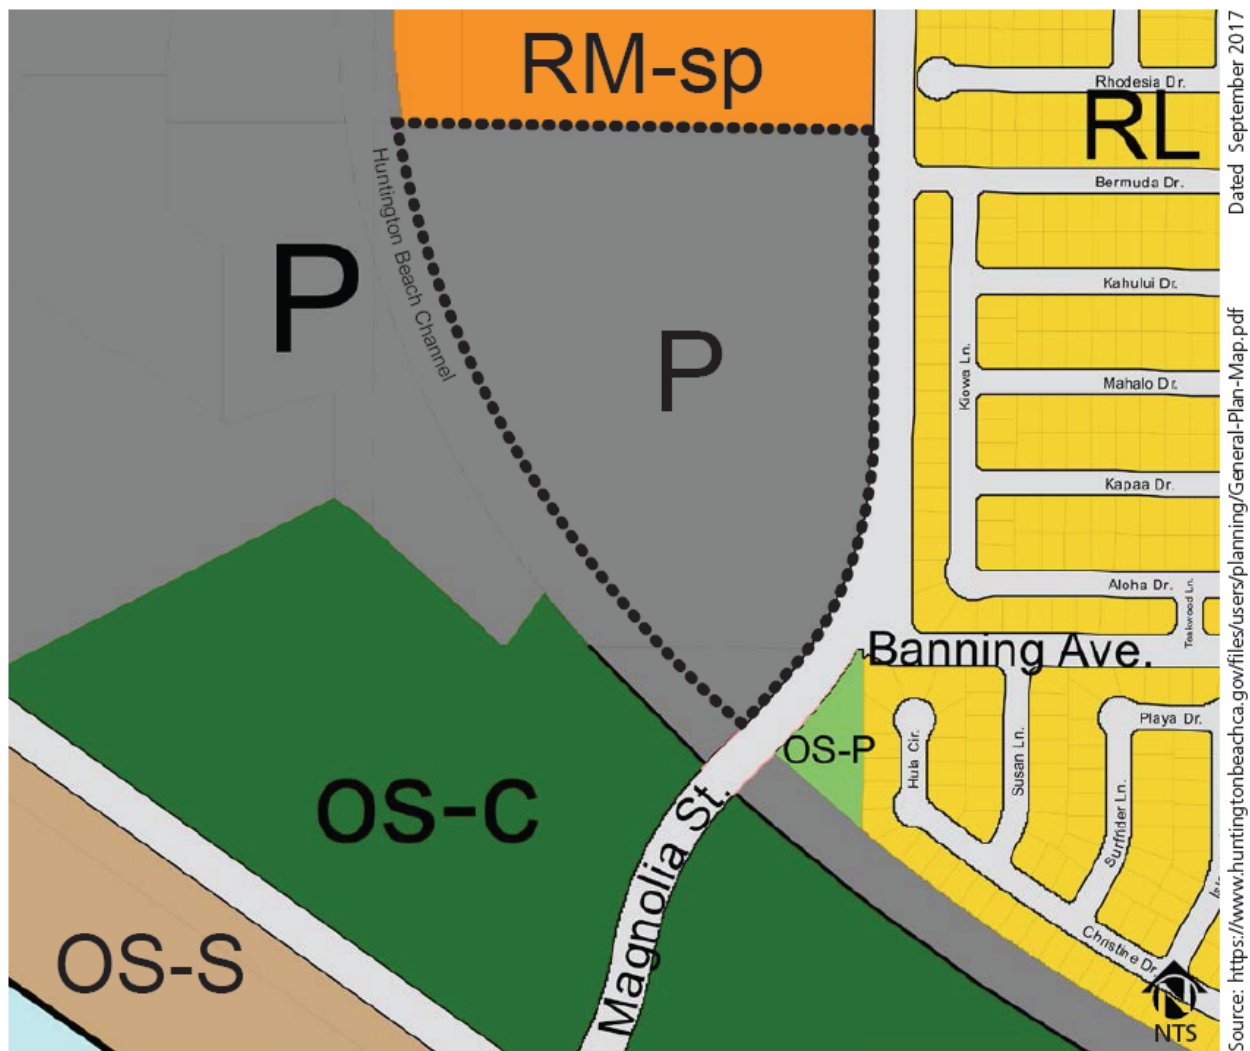 RM-sp
Rhodesia Dr.
RL
Bermuda Dr.
Huntington Beach Channel
P
P
Kahului Dr.
Kiowa Ln.
Mahalo Dr.
Kapaa Dr.
Aloha Dr.
Teakwood Ln.
Banning Ave.
OS-P
Hula Cir.
Susan Ln.
Playa Dr.
Surfrider Ln.
OS-C
Magnolia St.
Christine Dr.
OS-S
NTS
Source: https://www.huntingtonbeachca.gov/files/users/planning/General-Plan-Map.pdf Dated September 2017